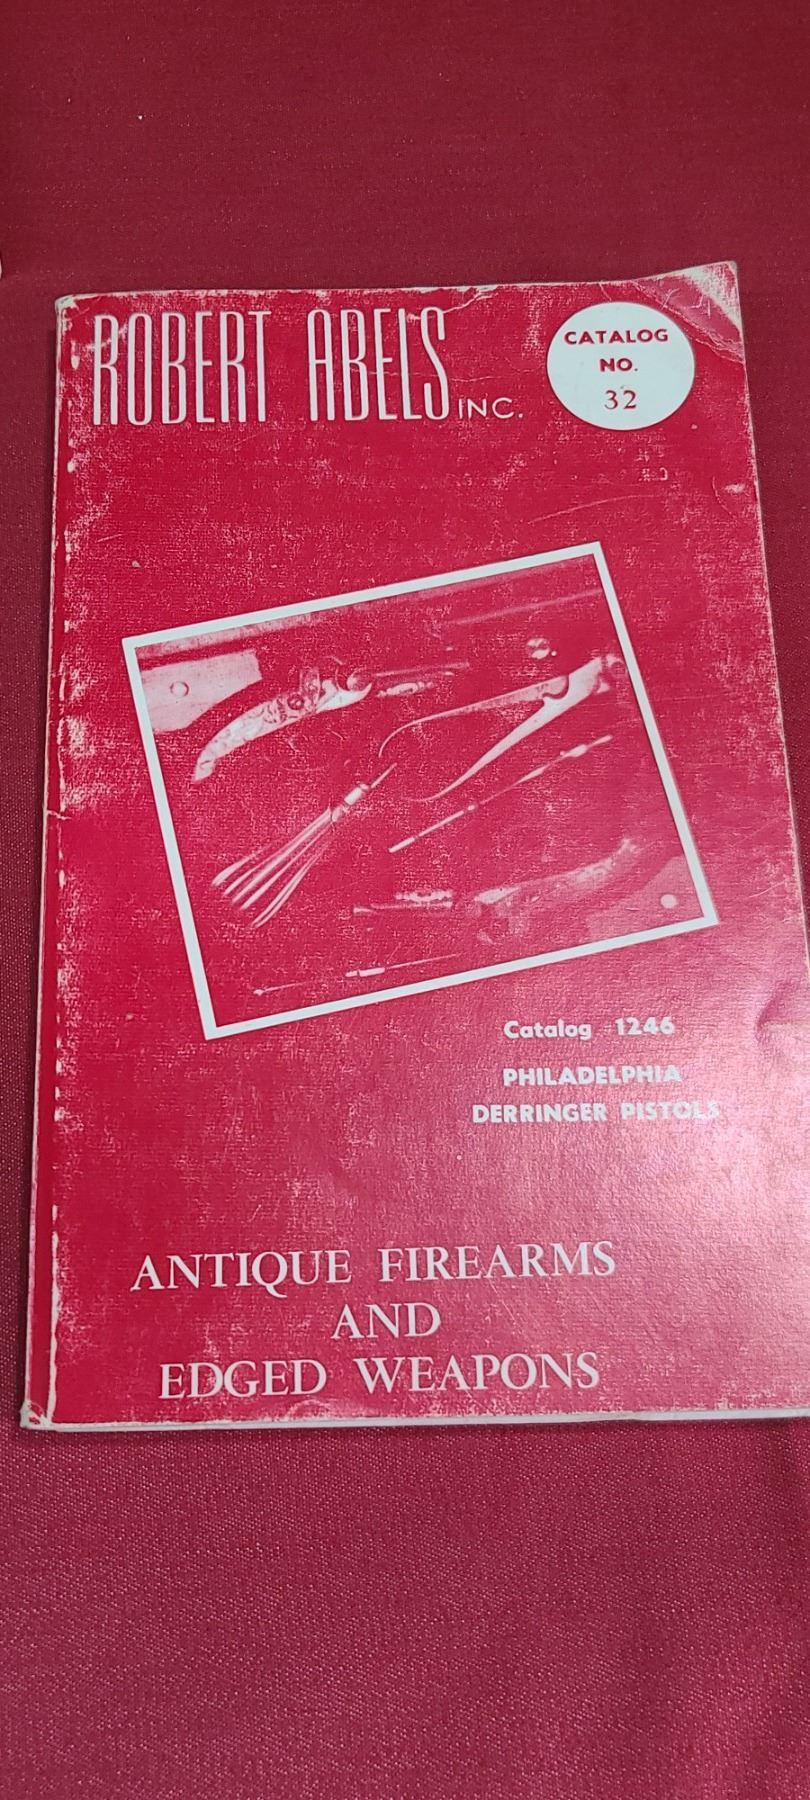 ROBERT ABELS INC.
CATALOG
NO.
32
Catalog #1246
PHILADELPHIA
DERRINGER PISTOLS
ANTIQUE FIREARMS
AND
EDGED WEAPONS